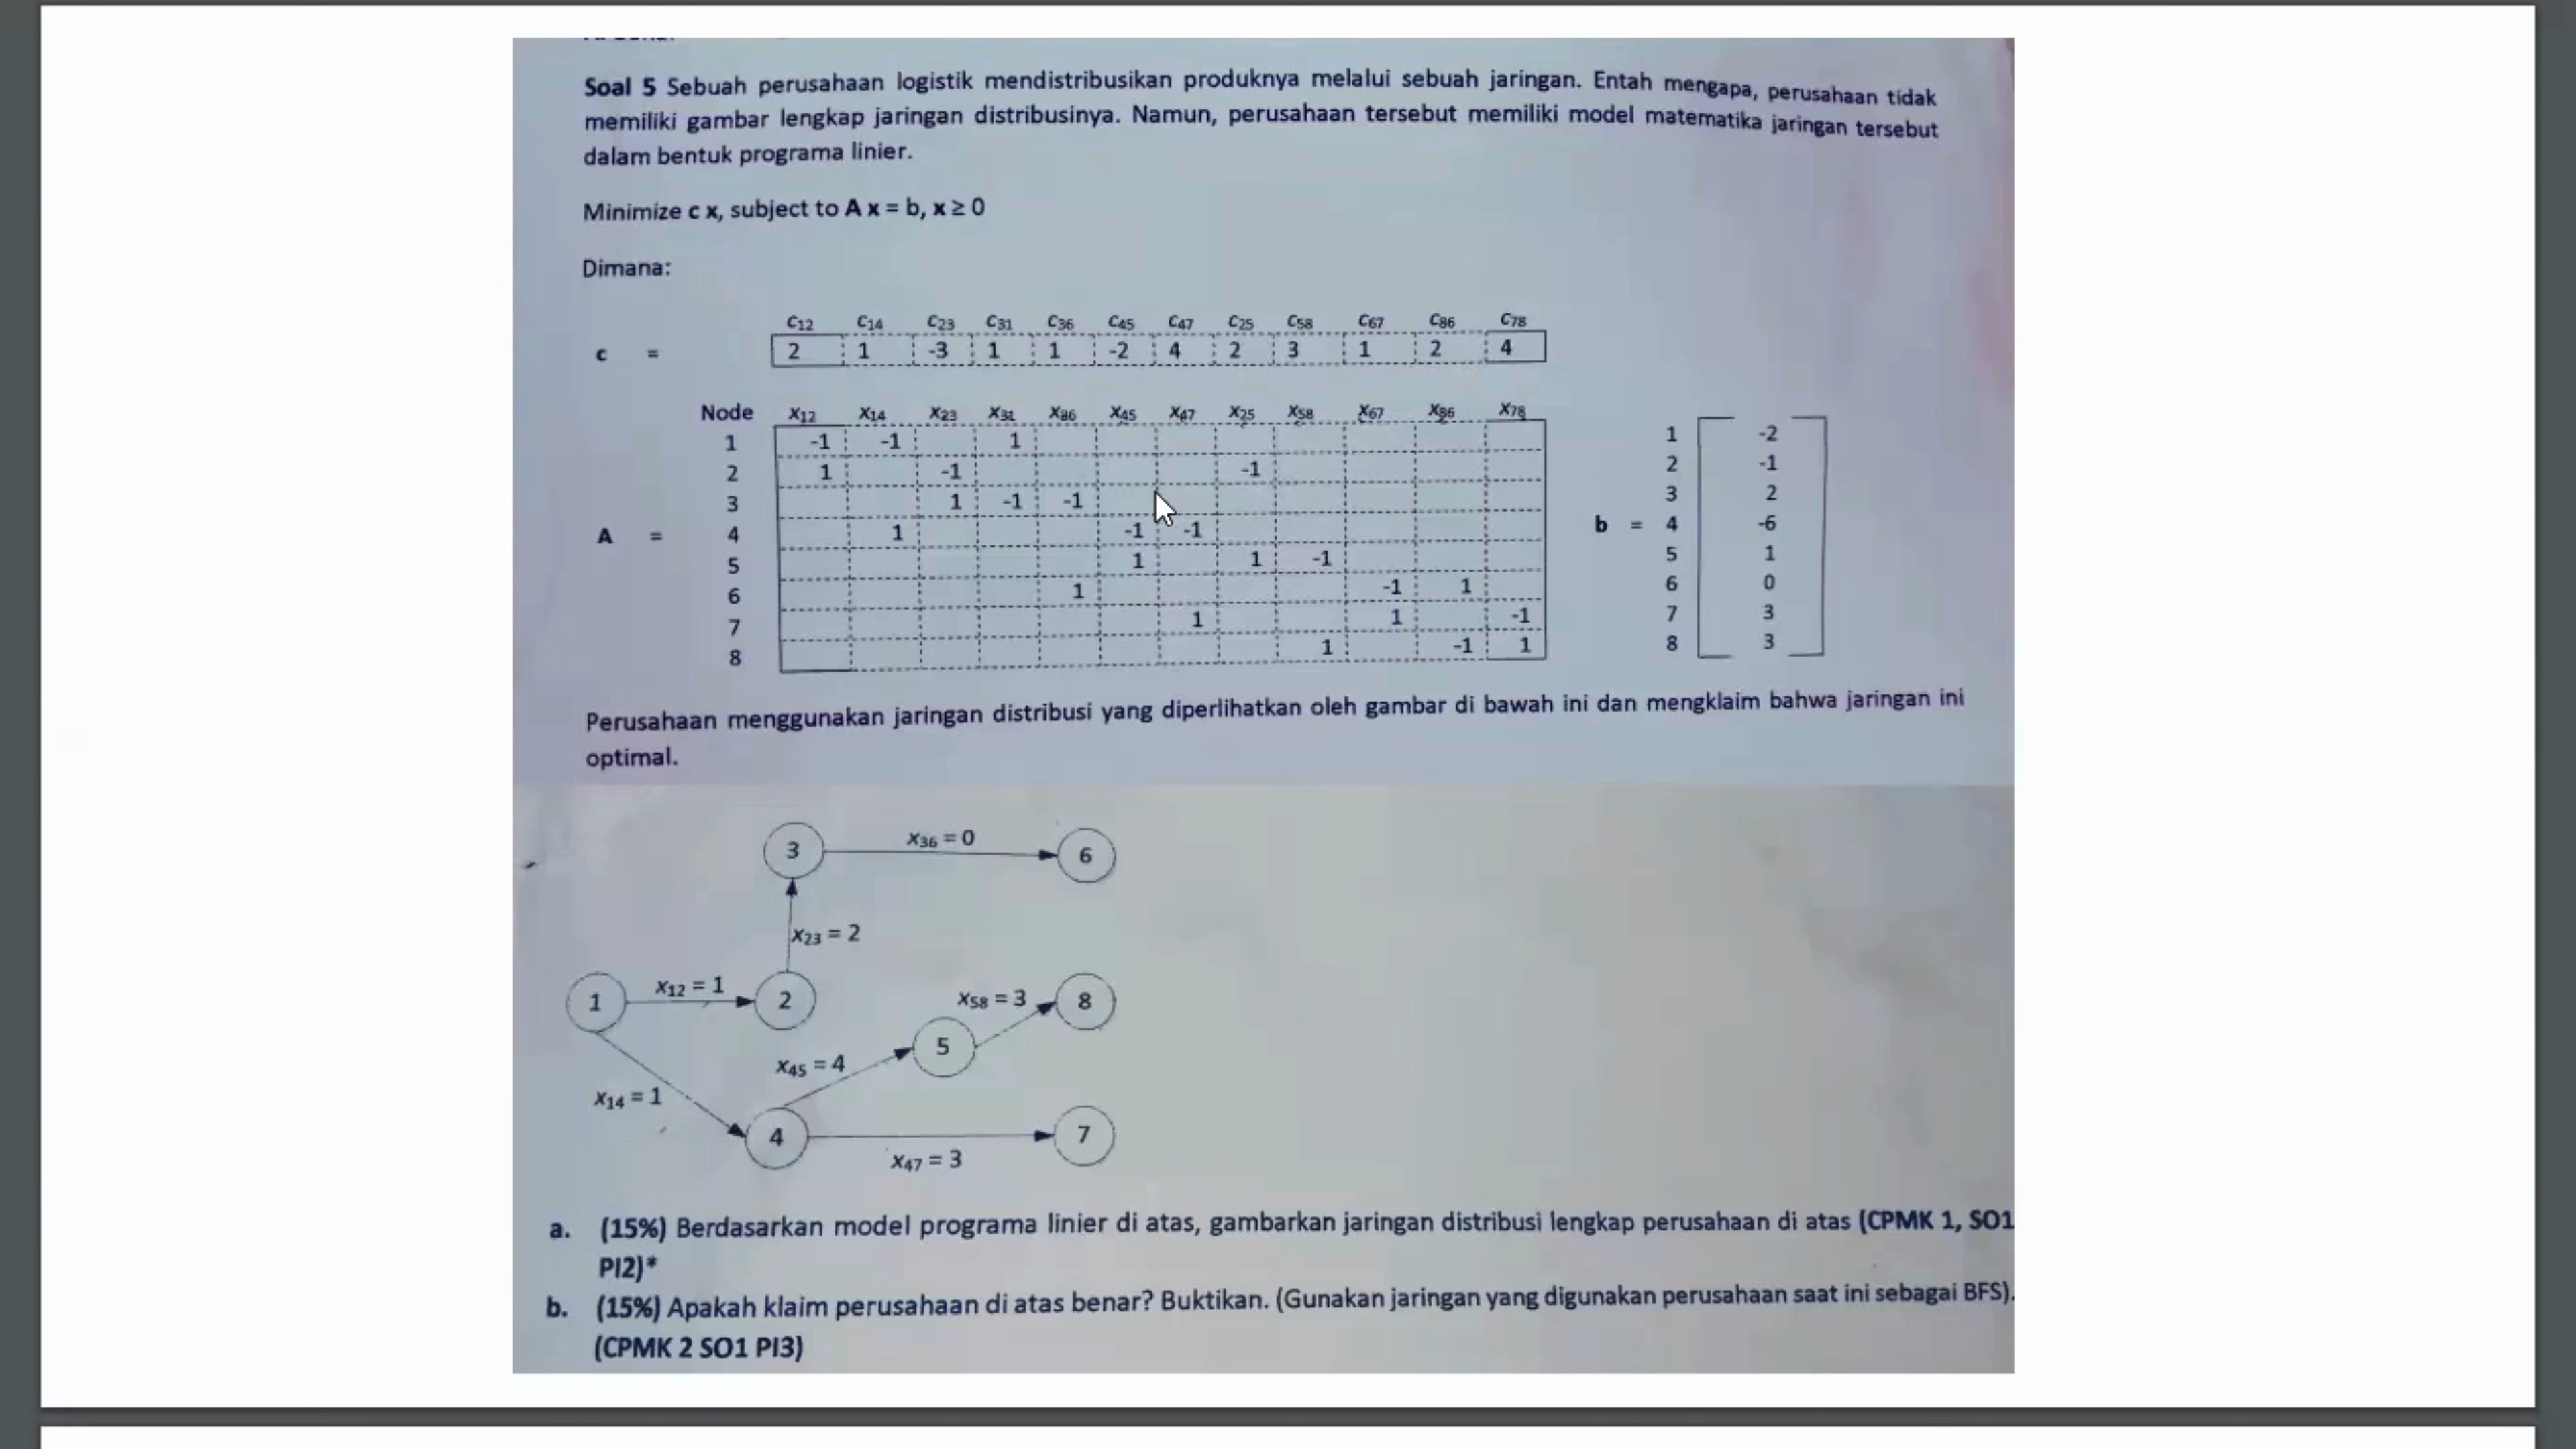 Soal 5 Sebuah perusahaan logistik mendistribusikan produknya melalui sebuah jaringan. Entah mengapa, perusahaan tidak
memiliki gambar lengkap jaringan distribusinya. Namun, perusahaan tersebut memiliki model matematika jaringan tersebut
dalam bentuk programa linier.
Minimize c x, subject to A x = b, x ≥ 0
Dimana:
c12 c14 c23 c31 c36 c45 c47 c25 c58 c67 c86 c78
c = 2 1 -3 1 1 -2 4 2 3 1 2 4
Node x12 x14 x23 x31 x36 x45 x47 x25 x58 x67 x86 x78
1 -1 -1 1 1 -2
2 1 -1 -1 2 -1
3 1 -1 -1 3 2
A = 4 1 -1 -1 b = 4 -6
5 1 1 -1 5 1
6 1 -1 1 6 0
7 1 1 -1 7 3
8 1 -1 1 8 3
Perusahaan menggunakan jaringan distribusi yang diperlihatkan oleh gambar di bawah ini dan mengklaim bahwa jaringan ini
optimal.
3 x36 = 0 6
x23 = 2
1 x12 = 1 2 x58 = 3 8
5
x45 = 4
x14 = 1
4 7
x47 = 3
a. (15%) Berdasarkan model programa linier di atas, gambarkan jaringan distribusi lengkap perusahaan di atas (CPMK 1, SO1
PI2)*
b. (15%) Apakah klaim perusahaan di atas benar? Buktikan. (Gunakan jaringan yang digunakan perusahaan saat ini sebagai BFS).
(CPMK 2 SO1 PI3)